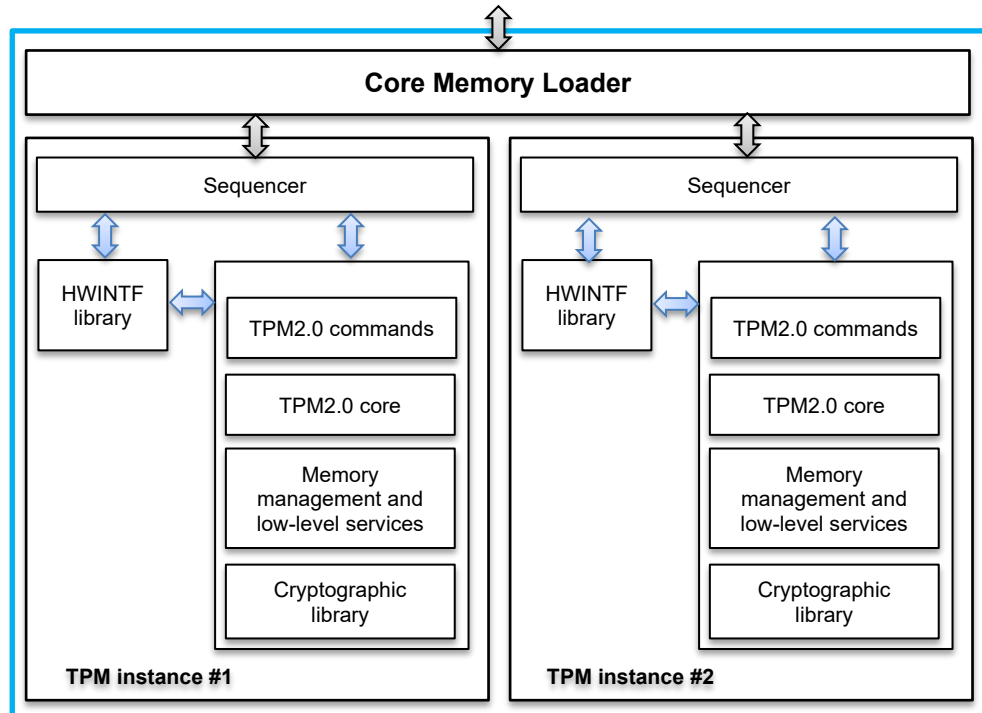 Core Memory Loader
Sequencer
HWINTF
library
TPM2.0 commands
TPM2.0 core
Memory
management and
low-level services
Cryptographic
library
TPM instance #1
Sequencer
HWINTF
library
TPM2.0 commands
TPM2.0 core
Memory
management and
low-level services
Cryptographic
library
TPM instance #2